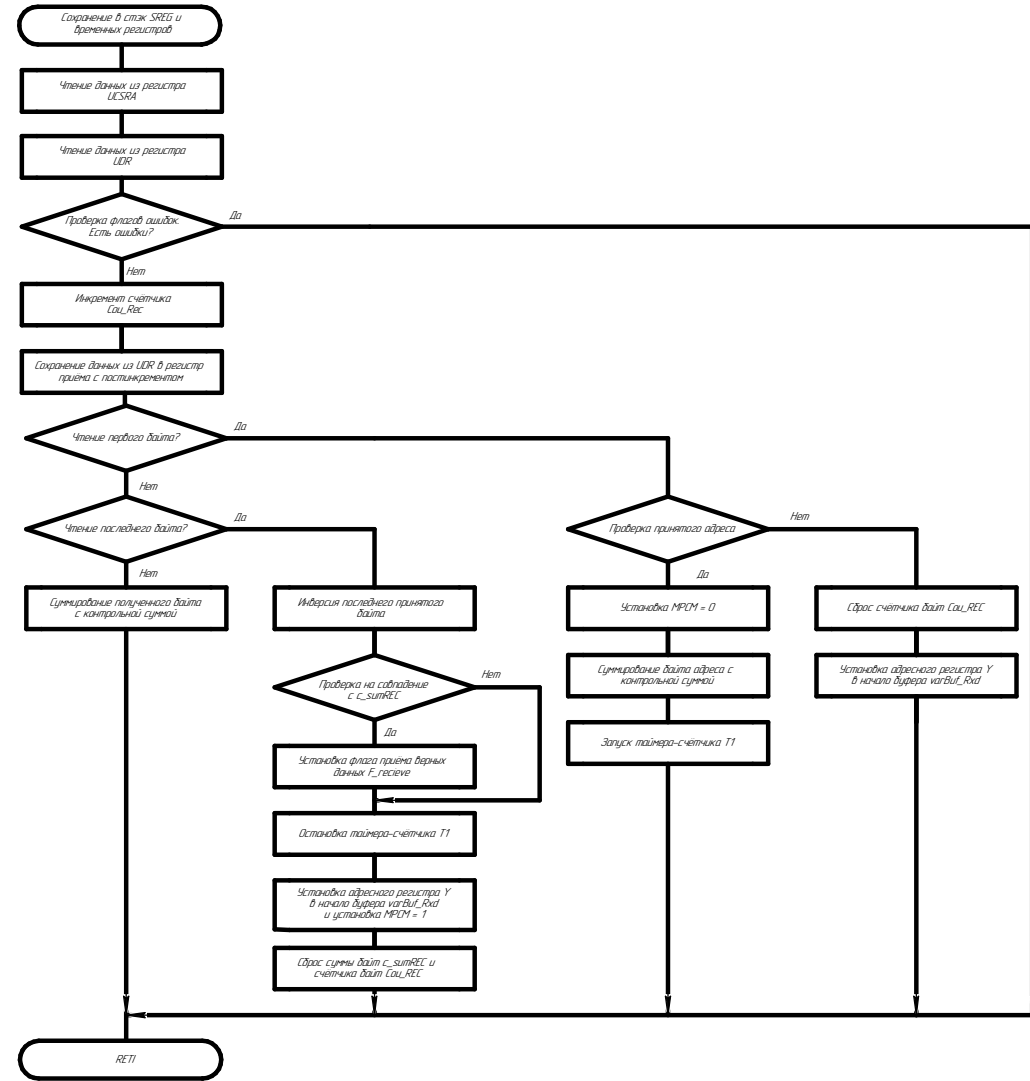 Сохранение в стэк SREG и
временных регистров
Чтение данных из регистра
UCSRA
Чтение данных из регистра
UDR
Проверка флагов ошибок.
Есть ошибки?
Да
Нет
Инкремент счётчика
Cou_Rec
Сохранение данных из UDR в регистр
приёма с постинкрементом
Чтение первого байта?
Да
Нет
Чтение последнего байта?
Да
Нет
Проверка принятого адреса
Нет
Да
Суммирование полученного байта
с контрольной суммой
Инверсия последнего принятого
байта
Установка MPCM = 0
Сброс счётчика байт Cou_REC
Проверка на совпадение
с c_sumREC
Нет
Да
Суммирование байта адреса с
контрольной суммой
Установка адресного регистра Y
в начало буфера varBuf_Rxd
Запуск таймера-счётчика T1
Установка флага приема верных
данных F_recieve
Остановка таймера-счётчика T1
Установка адресного регистра Y
в начало буфера varBuf_Rxd
и установка MPCM = 1
Сброс суммы байт c_sumREC и
счётчика байт Cou_REC
RETI